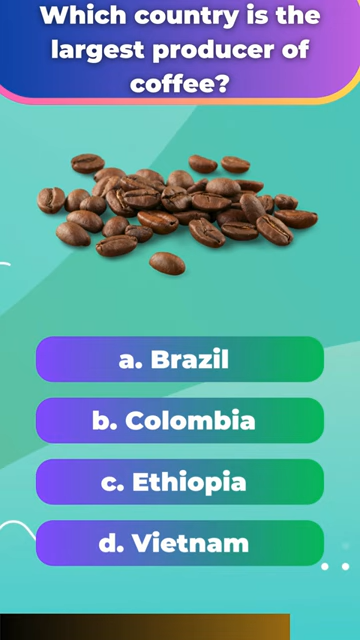 Which country is the
largest producer of
coffee?
a. Brazil
b. Colombia
c. Ethiopia
d. Vietnam